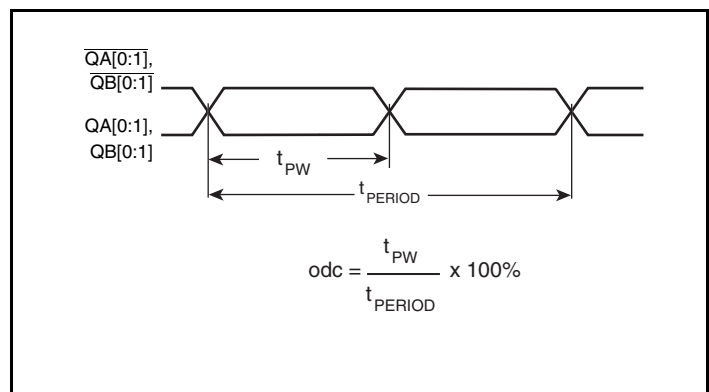 QA[0:1],
QB[0:1]
QA[0:1],
QB[0:1]
tPW
tPERIOD
odc = tPW / tPERIOD x 100%